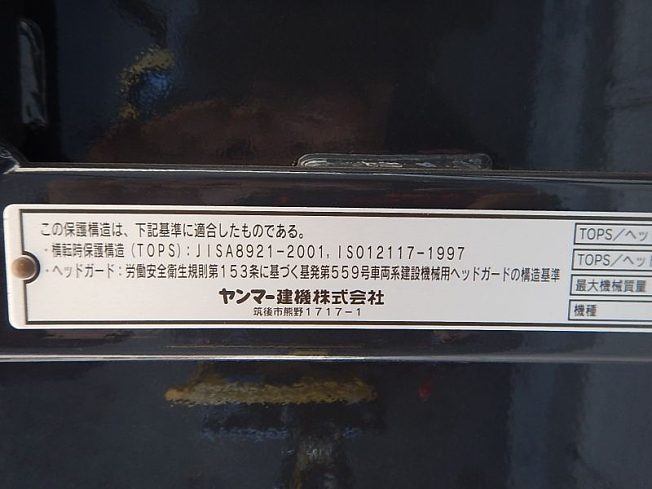 この保護構造は、下記基準に適合したものである。
・横転時保護構造（TOPS）：JISA8921-2001, ISO12117-1997
・ヘッドガード：労働安全衛生規則第153条に基づく基発第559号車両系建設機械用ヘッドガードの構造基準
ヤンマー建機株式会社
筑後市熊野1717-1
TOPS／ヘッ
TOPS／ヘッ
最大機械質量
機種